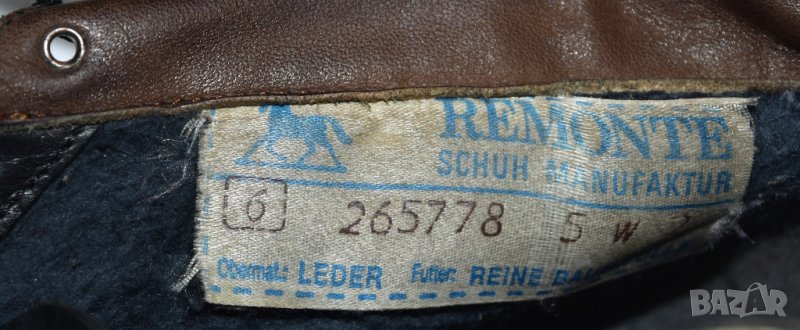 REMONTE
SCHUH MANUFAKTUR
6 265778 5 W
Obermat.: LEDER Futter: REINE
BAZAR